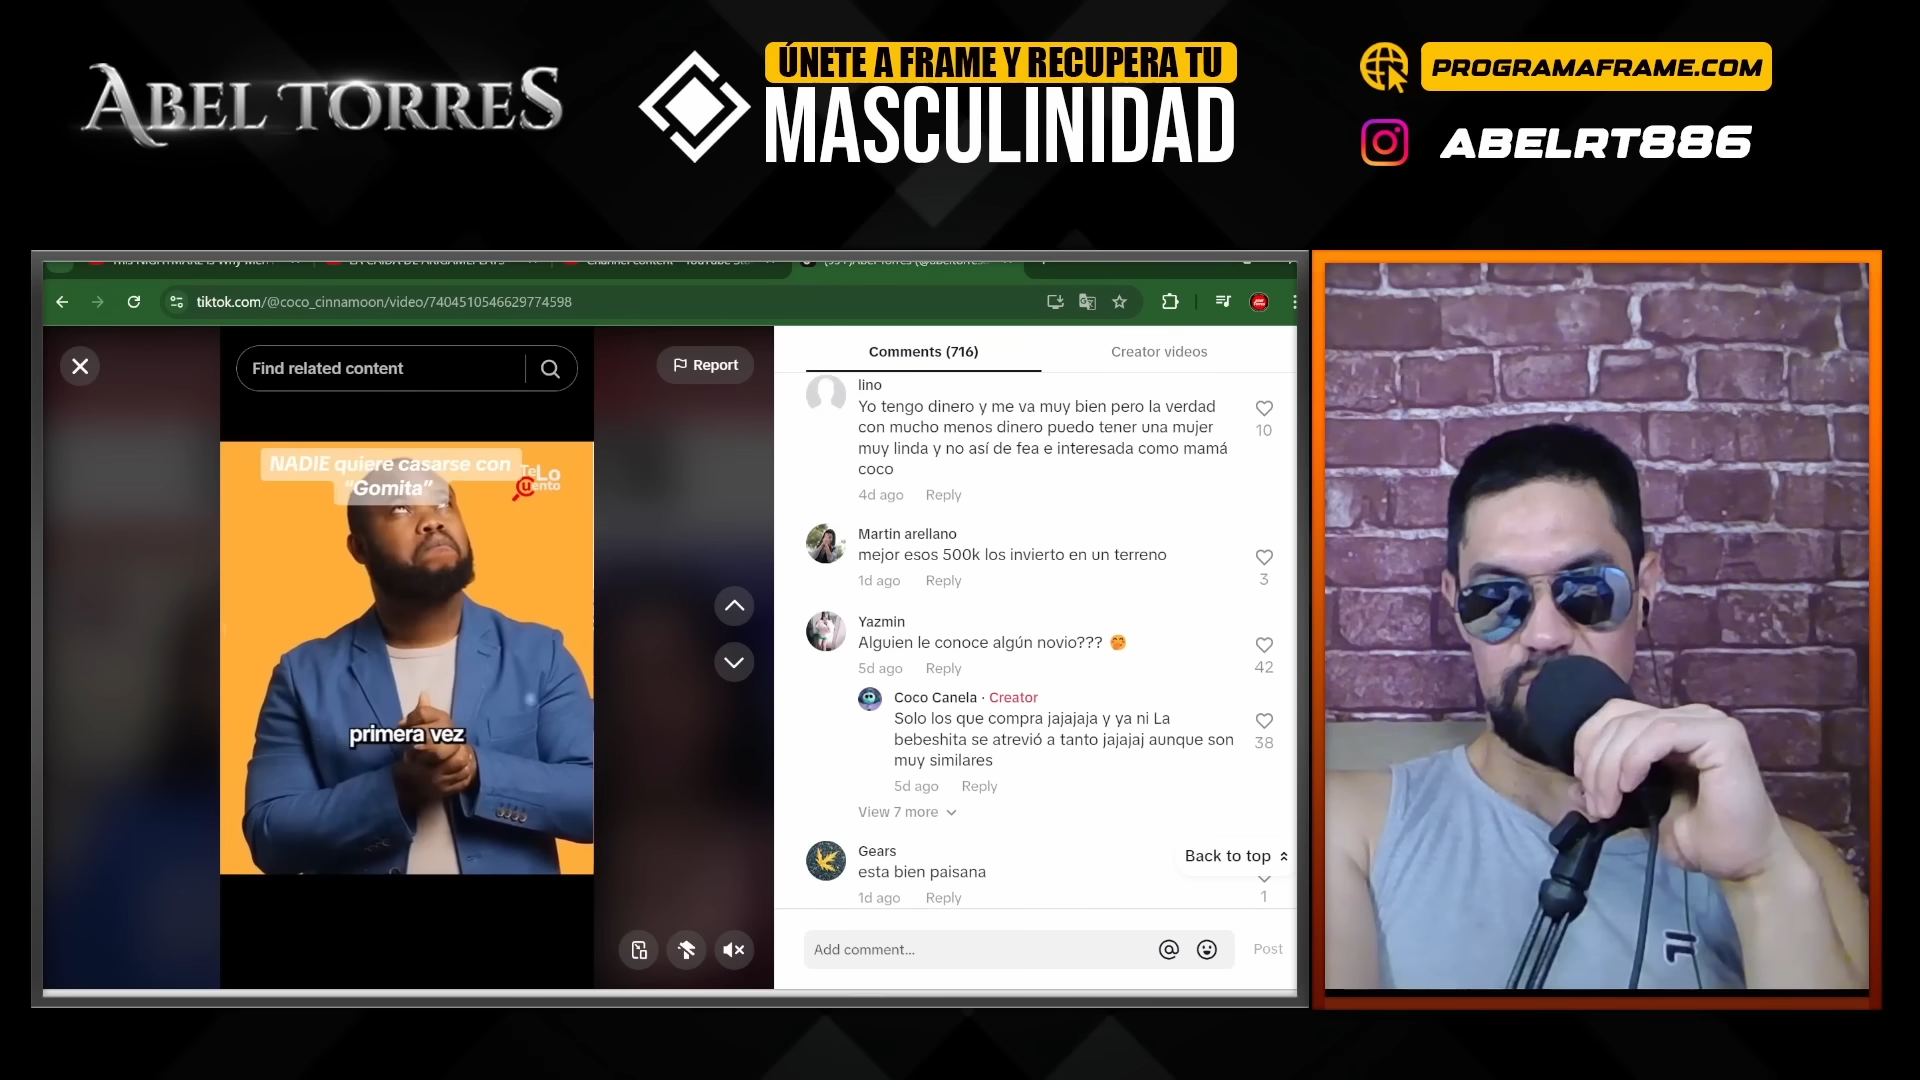 ABEL TORRES
ÚNETE A FRAME Y RECUPERA TU
MASCULINIDAD
PROGRAMAFRAME.COM
ABELRT886
tiktok.com/@coco_cinnamoon/video/7404510546629774598
Find related content
Report
NADIE quiere casarse con
"Gomita"
Te Lo
Cuento
primera vez
Comments (716)
Creator videos
lino
Yo tengo dinero y me va muy bien pero la verdad
con mucho menos dinero puedo tener una mujer
muy linda y no así de fea e interesada como mamá
coco
10
4d ago Reply
Martin arellano
mejor esos 500k los invierto en un terreno
3
1d ago Reply
Yazmin
Alguien le conoce algún novio??? 🤭
42
5d ago Reply
Coco Canela · Creator
Solo los que compra jajajaja y ya ni La
bebeshita se atrevió a tanto jajajaj aunque son
muy similares
38
5d ago Reply
View 7 more
Gears
esta bien paisana
Back to top
1
1d ago Reply
Add comment...
Post